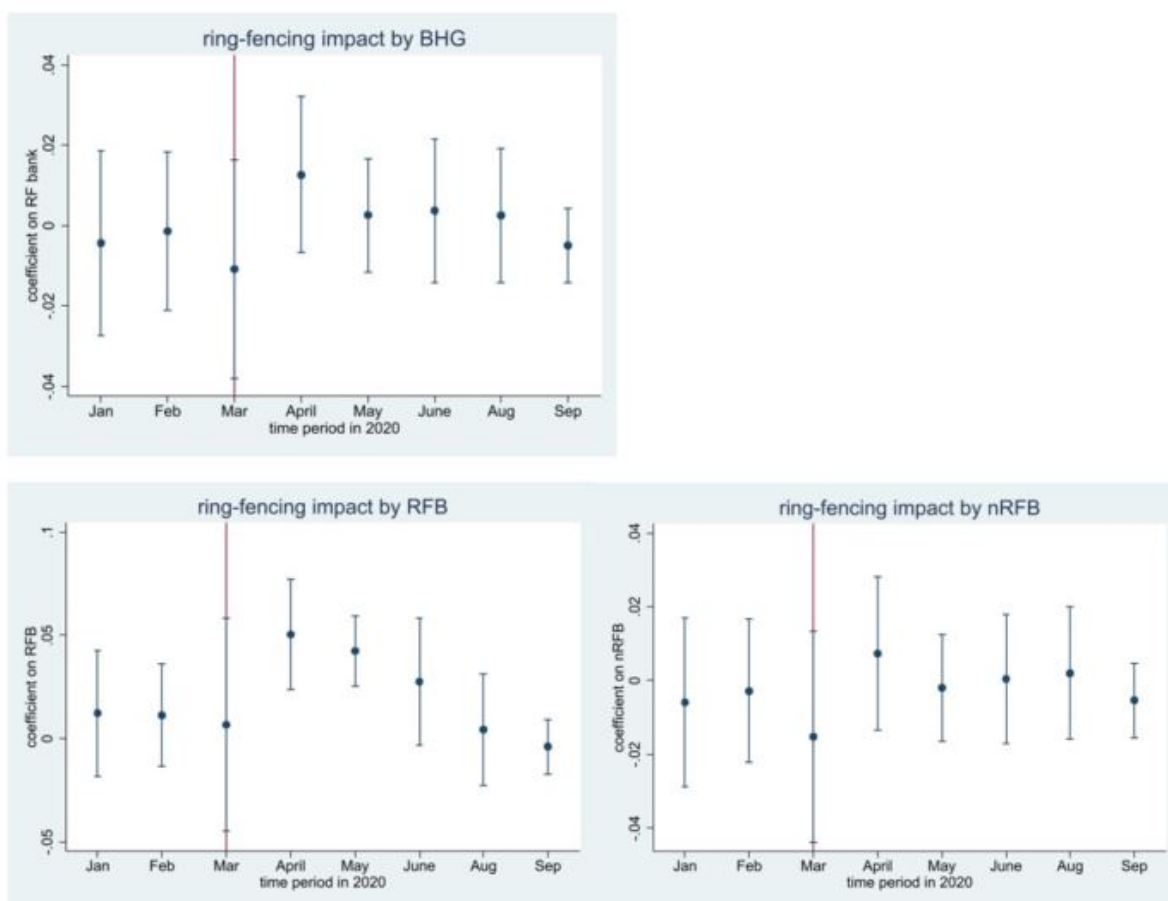 ring-fencing impact by BHG
coefficient on RF bank
.04
.02
0
-.02
-.04
Jan Feb Mar April May June Aug Sep
time period in 2020
ring-fencing impact by RFB
coefficient on RFB
.1
.05
0
-.05
Jan Feb Mar April May June Aug Sep
time period in 2020
ring-fencing impact by nRFB
coefficient on nRFB
.04
.02
0
-.02
-.04
Jan Feb Mar April May June Aug Sep
time period in 2020